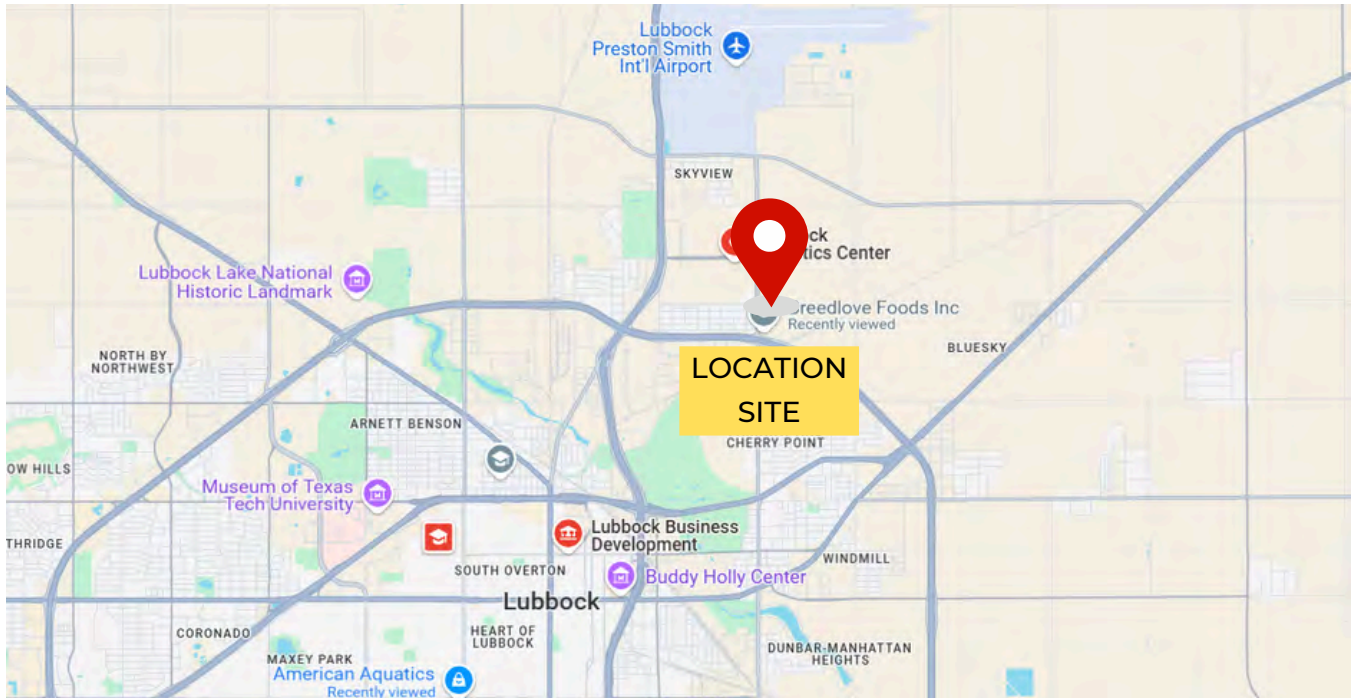 Lubbock
Preston Smith
Int'l Airport
SKYVIEW
ck
tics Center
Lubbock Lake National
Historic Landmark
reedlove Foods Inc
Recently viewed
NORTH BY
NORTHWEST
BLUESKY
LOCATION
SITE
ARNETT BENSON
CHERRY POINT
OW HILLS
Museum of Texas
Tech University
Lubbock Business
Development
THRIDGE
WINDMILL
SOUTH OVERTON
Buddy Holly Center
Lubbock
CORONADO
HEART OF
LUBBOCK
MAXEY PARK
DUNBAR-MANHATTAN
HEIGHTS
American Aquatics
Recently viewed